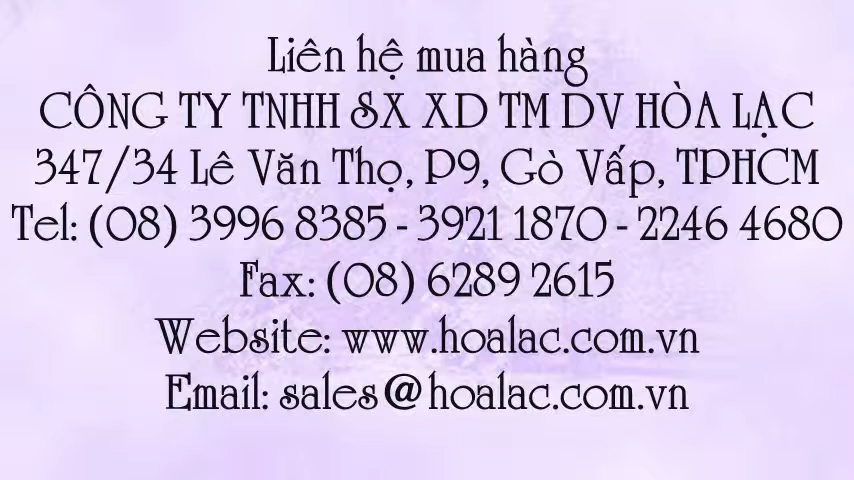 Liên hệ mua hàng
CÔNG TY TNHH SX XD TM DV HÒA LẠC
347/34 Lê Văn Thọ, P9, Gò Vấp, TPHCM
Tel: (08) 3996 8385 - 3921 1870 - 2246 4680
Fax: (08) 6289 2615
Website: www.hoalac.com.vn
Email: sales@hoalac.com.vn